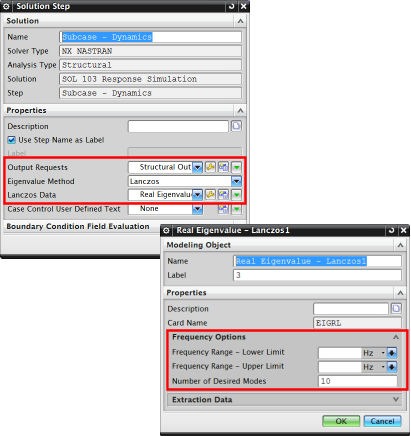 Solution Step
Solution
Name Subcase - Dynamics
Solver Type NX NASTRAN
Analysis Type Structural
Solution SOL 103 Response Simulation
Step Subcase - Dynamics
Properties
Description
Use Step Name as Label
Label
Output Requests Structural Out
Eigenvalue Method Lanczos
Lanczos Data Real Eigenvalu
Case Control User Defined Text None
Boundary Condition Field Evaluation
Real Eigenvalue - Lanczos1
Modeling Object
Name Real Eigenvalue - Lanczos1
Label 3
Properties
Description
Card Name EIGRL
Frequency Options
Frequency Range - Lower Limit Hz
Frequency Range - Upper Limit Hz
Number of Desired Modes 10
Extraction Data
OK Cancel